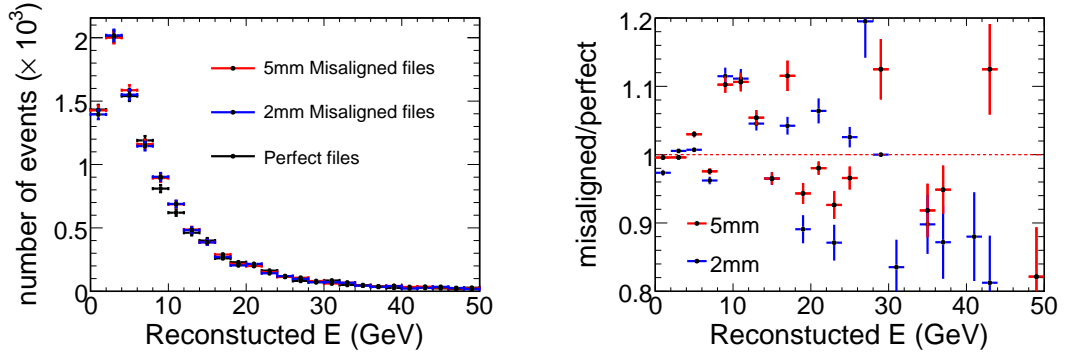 number of events (× 10³)
2
1.5
1
0.5
0
5mm Misaligned files
2mm Misaligned files
Perfect files
0 10 20 30 40 50
Reconstucted E (GeV)
misaligned/perfect
1.2
1.1
1
0.9
0.8
5mm
2mm
0 10 20 30 40 50
Reconstucted E (GeV)